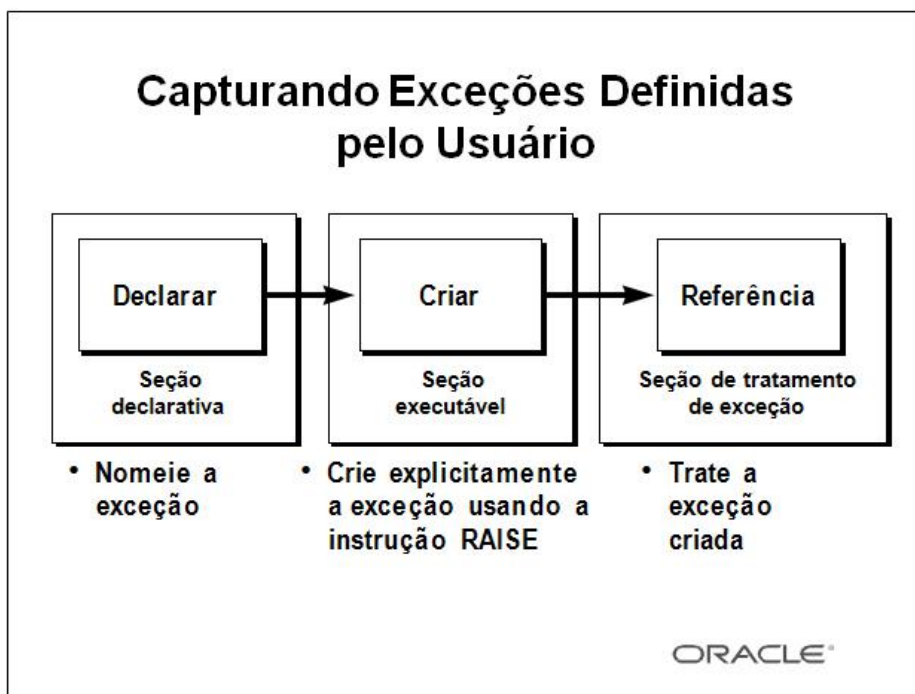 Capturando Exceções Definidas
pelo Usuário
Declarar
Seção
declarativa
Criar
Seção
executável
Referência
Seção de tratamento
de exceção
• Nomeie a
exceção
• Crie explicitamente
a exceção usando a
instrução RAISE
• Trate a
exceção
criada
ORACLE®